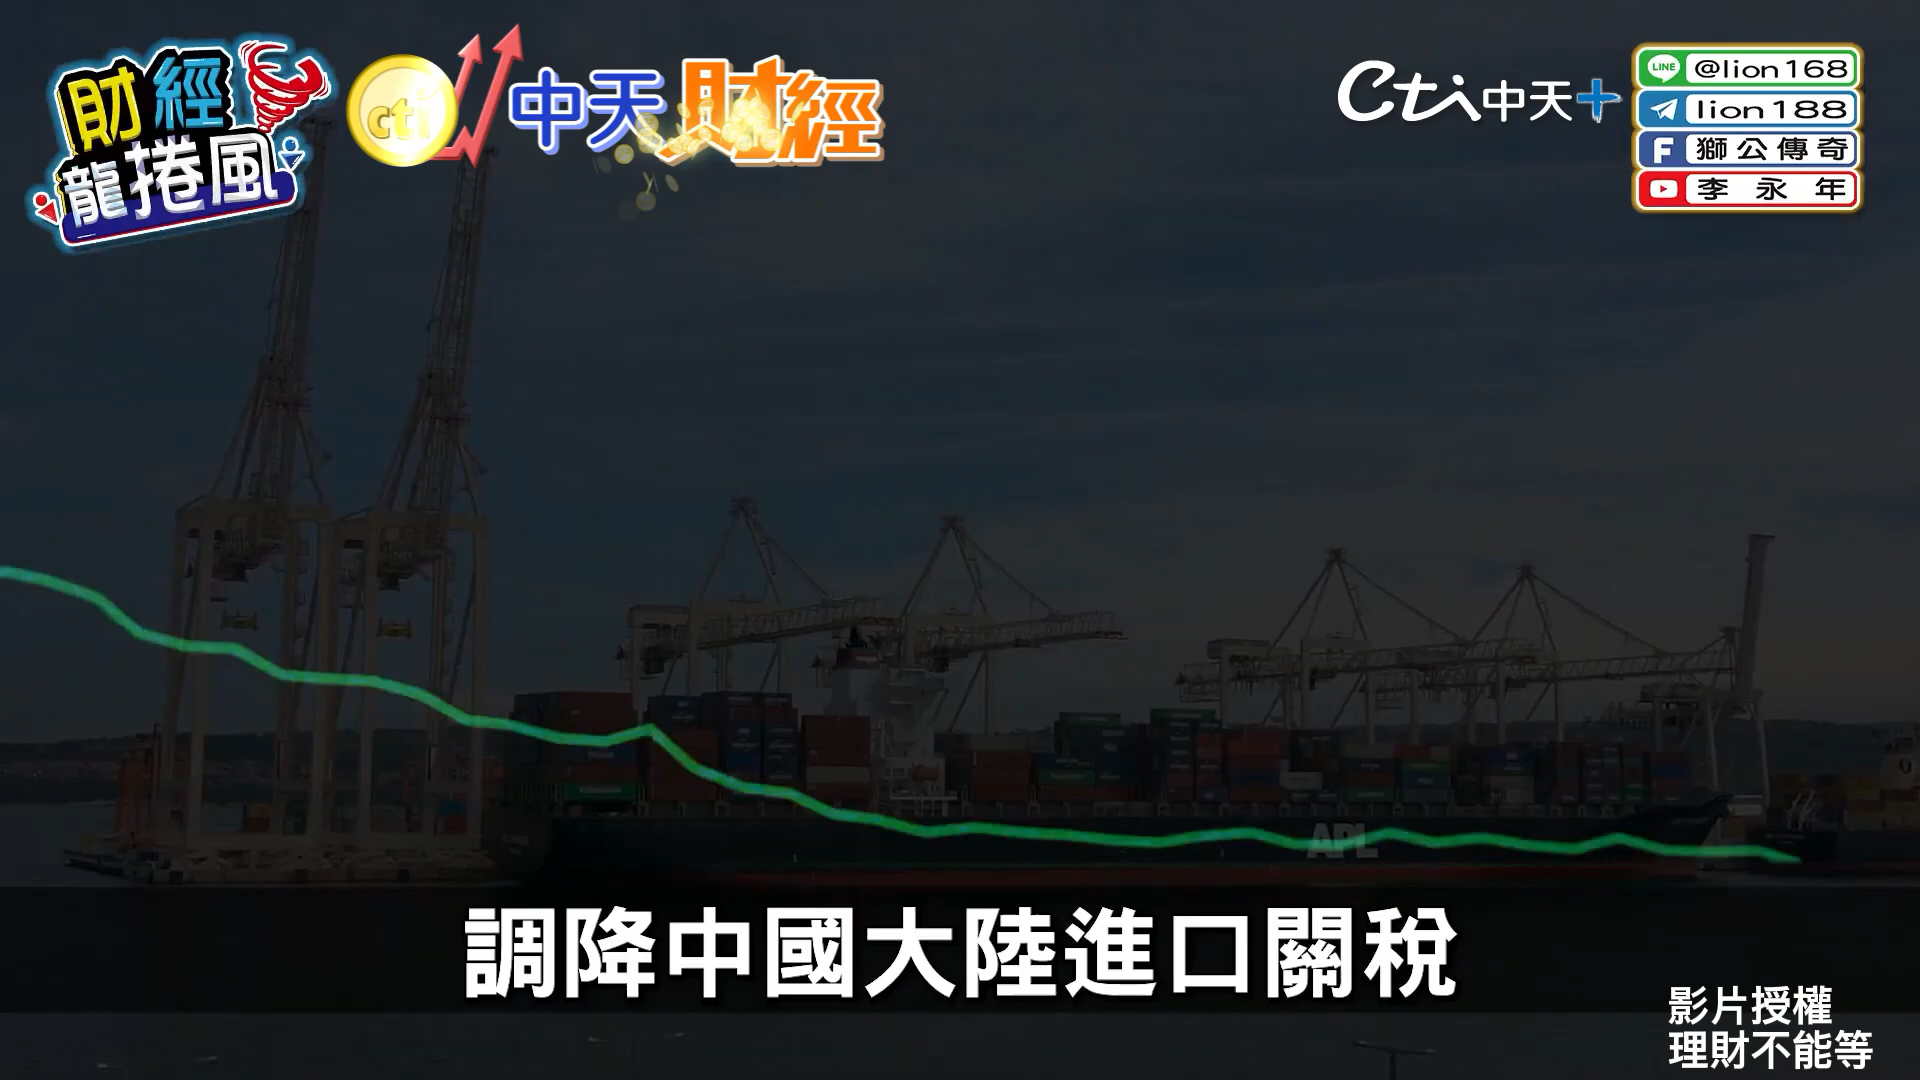 財經
龍捲風
cti
中天財經
Cti中天+
LINE @lion168
lion188
F 獅公傳奇
李永年
APL
調降中國大陸進口關稅
影片授權
理財不能等